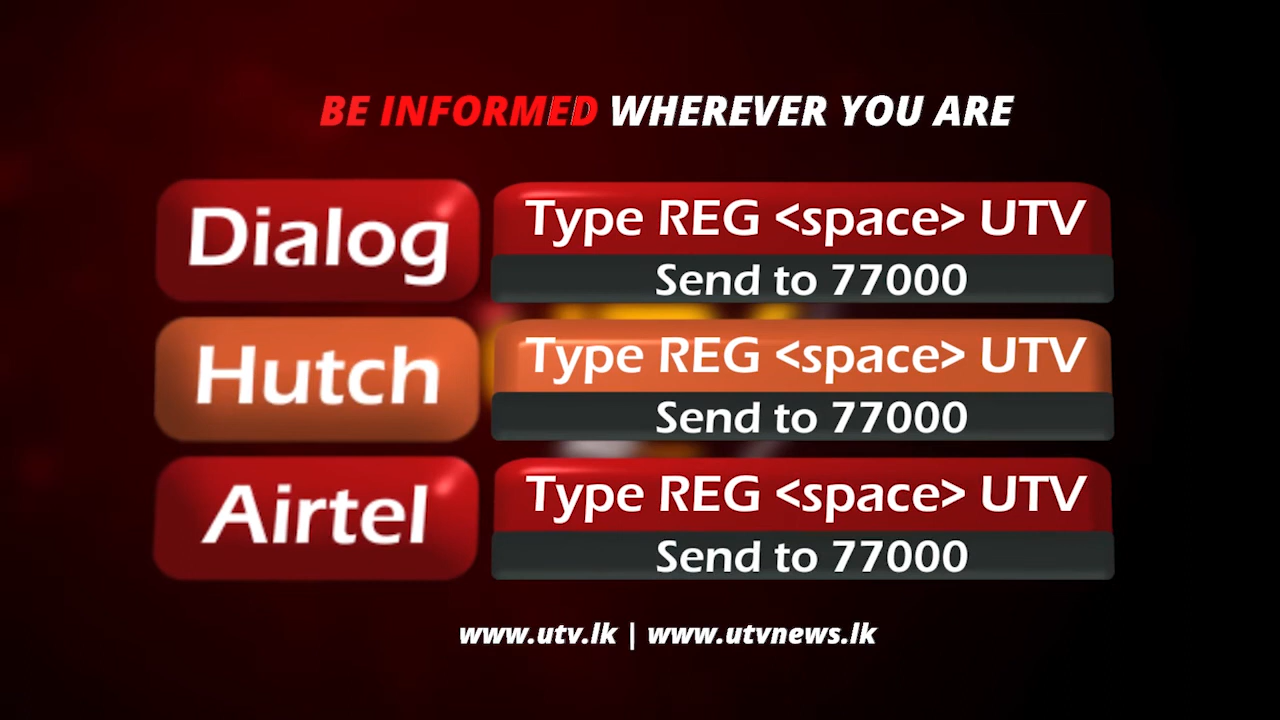 BE INFORMED WHEREVER YOU ARE
Dialog
Type REG <space> UTV
Send to 77000
Hutch
Type REG <space> UTV
Send to 77000
Airtel
Type REG <space> UTV
Send to 77000
www.utv.lk | www.utvnews.lk